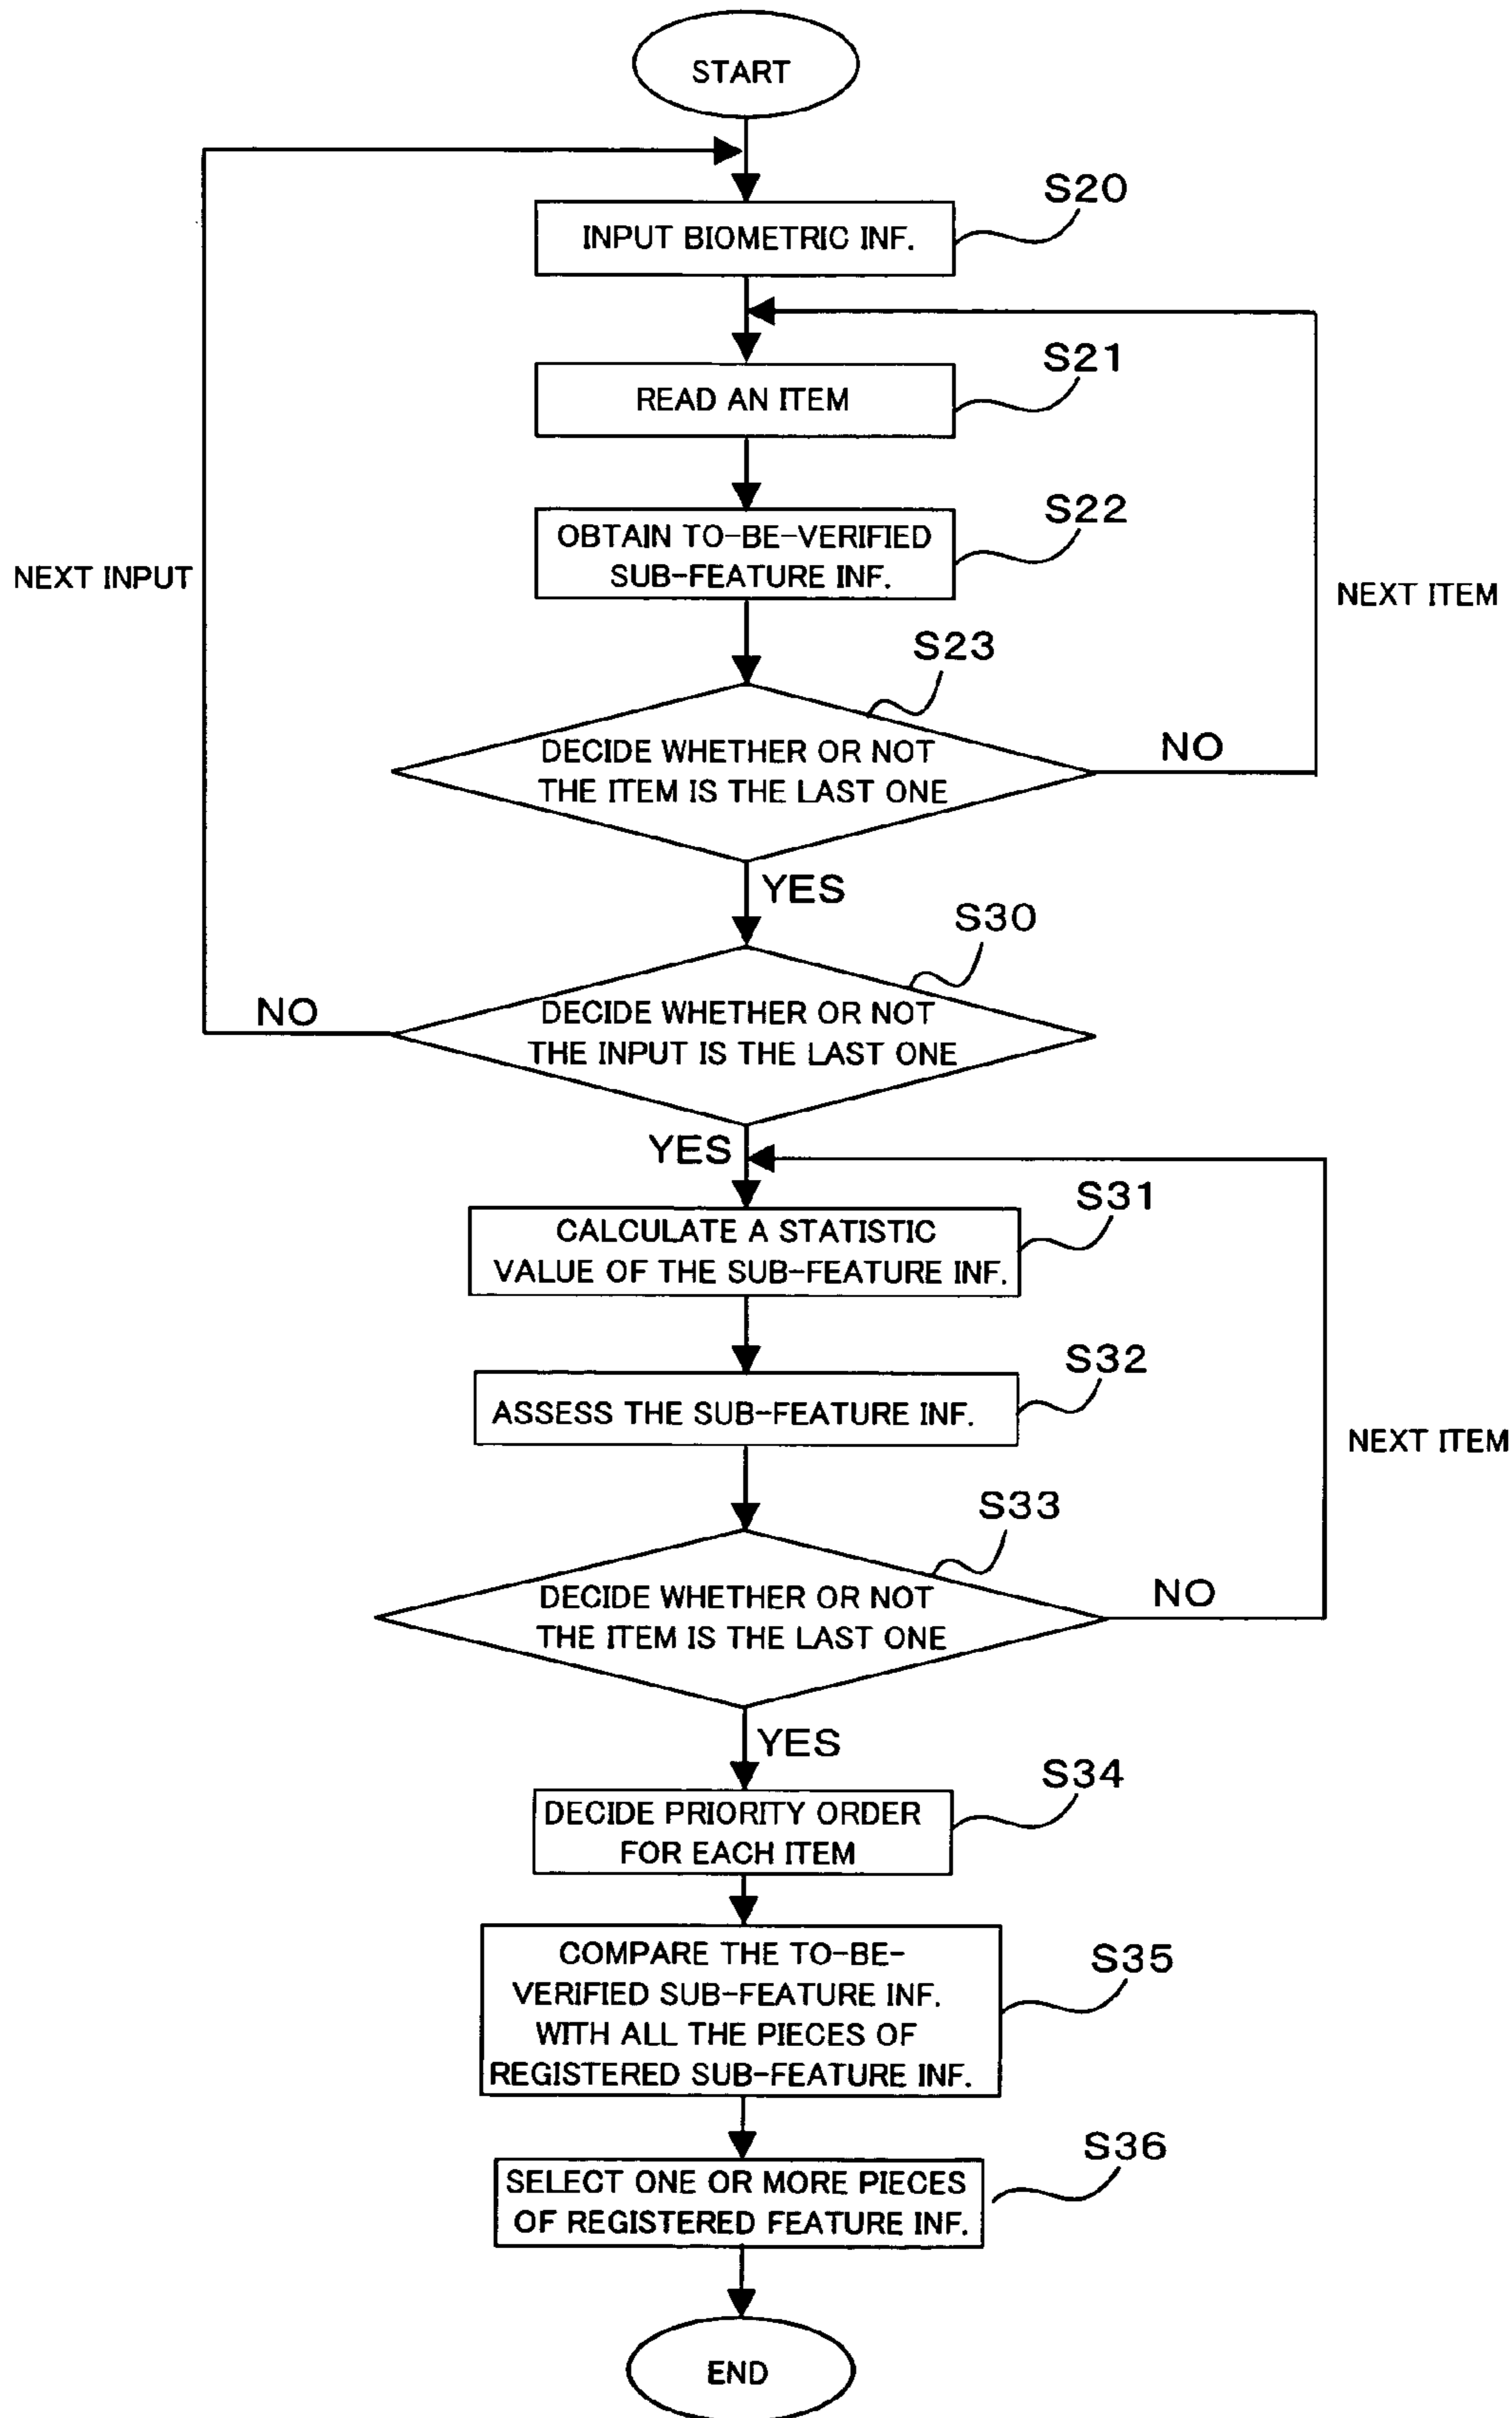 START
S20
INPUT BIOMETRIC INF.
S21
READ AN ITEM
S22
OBTAIN TO-BE-VERIFIED
SUB-FEATURE INF.
NEXT INPUT
NEXT ITEM
S23
DECIDE WHETHER OR NOT
THE ITEM IS THE LAST ONE
NO
YES
S30
DECIDE WHETHER OR NOT
THE INPUT IS THE LAST ONE
NO
YES
S31
CALCULATE A STATISTIC
VALUE OF THE SUB-FEATURE INF.
S32
ASSESS THE SUB-FEATURE INF.
NEXT ITEM
S33
DECIDE WHETHER OR NOT
THE ITEM IS THE LAST ONE
NO
YES
S34
DECIDE PRIORITY ORDER
FOR EACH ITEM
S35
COMPARE THE TO-BE-
VERIFIED SUB-FEATURE INF.
WITH ALL THE PIECES OF
REGISTERED SUB-FEATURE INF.
S36
SELECT ONE OR MORE PIECES
OF REGISTERED FEATURE INF.
END